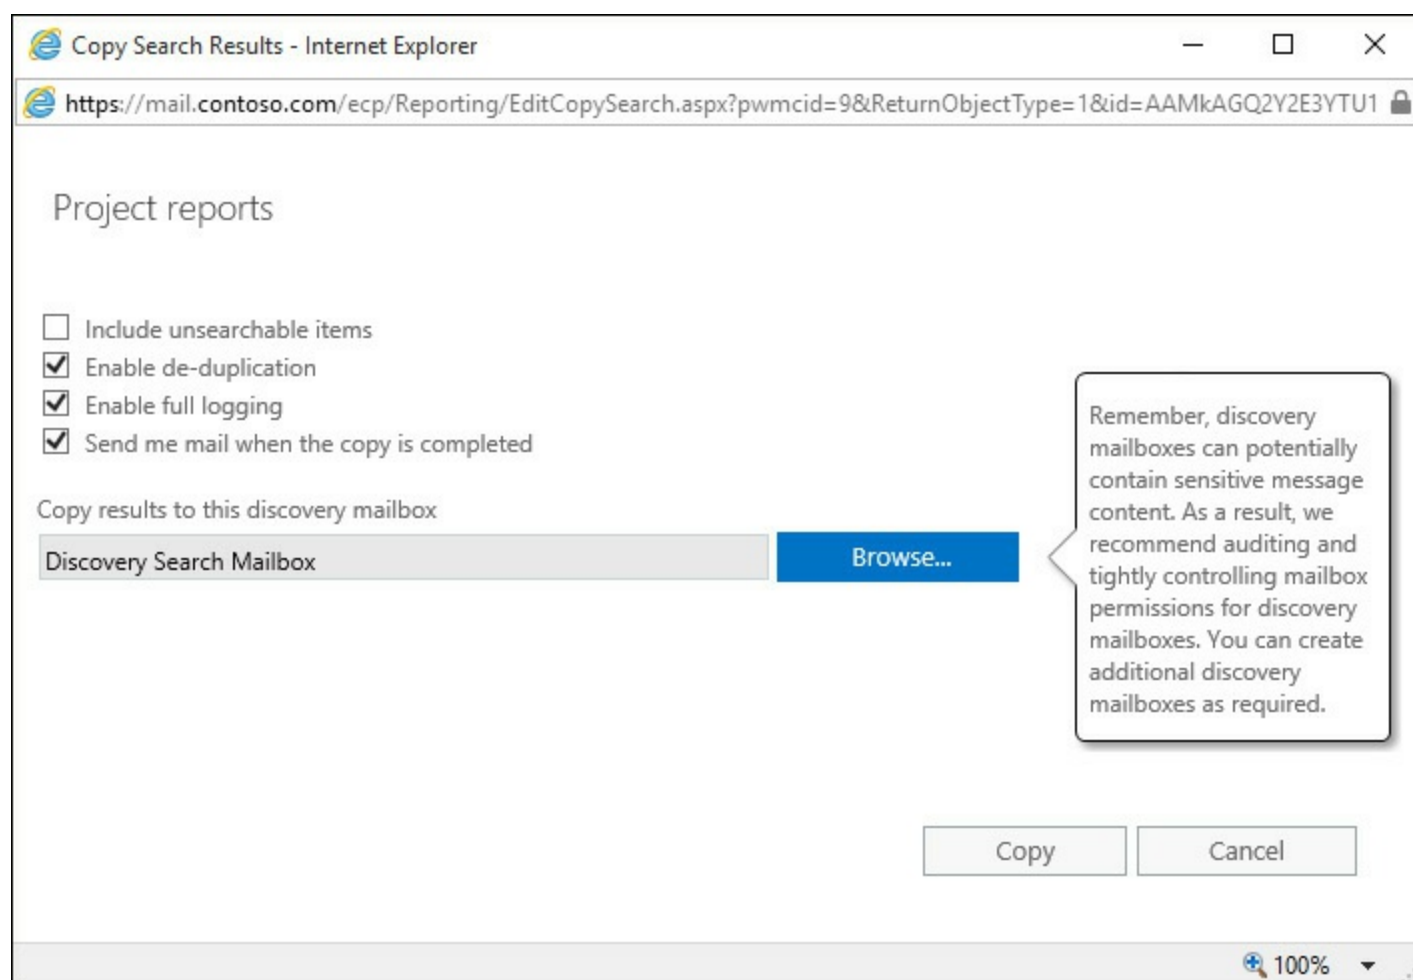 Copy Search Results - Internet Explorer
https://mail.contoso.com/ecp/Reporting/EditCopySearch.aspx?pwmcid=9&ReturnObjectType=1&id=AAMkAGQ2Y2E3YTU1
Project reports
Include unsearchable items
Enable de-duplication
Enable full logging
Send me mail when the copy is completed
Copy results to this discovery mailbox
Discovery Search Mailbox
Browse...
Remember, discovery
mailboxes can potentially
contain sensitive message
content. As a result, we
recommend auditing and
tightly controlling mailbox
permissions for discovery
mailboxes. You can create
additional discovery
mailboxes as required.
Copy
Cancel
100%